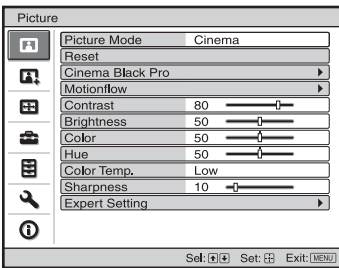 Picture
Picture Mode Cinema
Reset
Cinema Black Pro
Motionflow
Contrast 80
Brightness 50
Color 50
Hue 50
Color Temp. Low
Sharpness 10
Expert Setting
Sel: Set: Exit: MENU